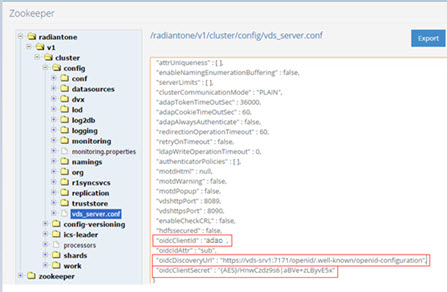 Zookeeper
radiantone
v1
cluster
config
conf
datasources
dvx
lod
log2db
logging
monitoring
monitoring.properties
namings
org
r1syncsvcs
replication
truststore
vds_server.conf
config-versioning
ics-leader
processors
shards
work
zookeeper
/radiantone/v1/cluster/config/vds_server.conf
Export
"attrUniqueness" : [ ],
"enableNamingEnumerationBuffering" : false,
"serverLimits" : [ ],
"clusterCommunicationMode" : "PLAIN",
"adapTokenTimeOutSec" : 36000,
"adapCookieTimeOutSec" : 60,
"adapAlwaysAuthenticate" : false,
"redirectionOperationTimeout" : 60,
"retryOnTimeout" : false,
"ldapWriteOperationTimeout" : 0,
"authenticatorPolicies" : [ ],
"motdHtml" : null,
"motdWarning" : false,
"motdPopup" : false,
"vdshttpPort" : 8089,
"vdshttpsPort" : 8090,
"enableCheckCRL" : false,
"hdfssecured" : false,
"oidcClientId" : "adao ,
"oidcIdAttr" : "sub",
"oidcDiscoveryUrl" : "https://vds-srv1:7171/openid/.well-known/openid-configuration",
"oidcClientSecret" : "{AES}/HnwCzdz9s6|aBVe+zLByvE5x"